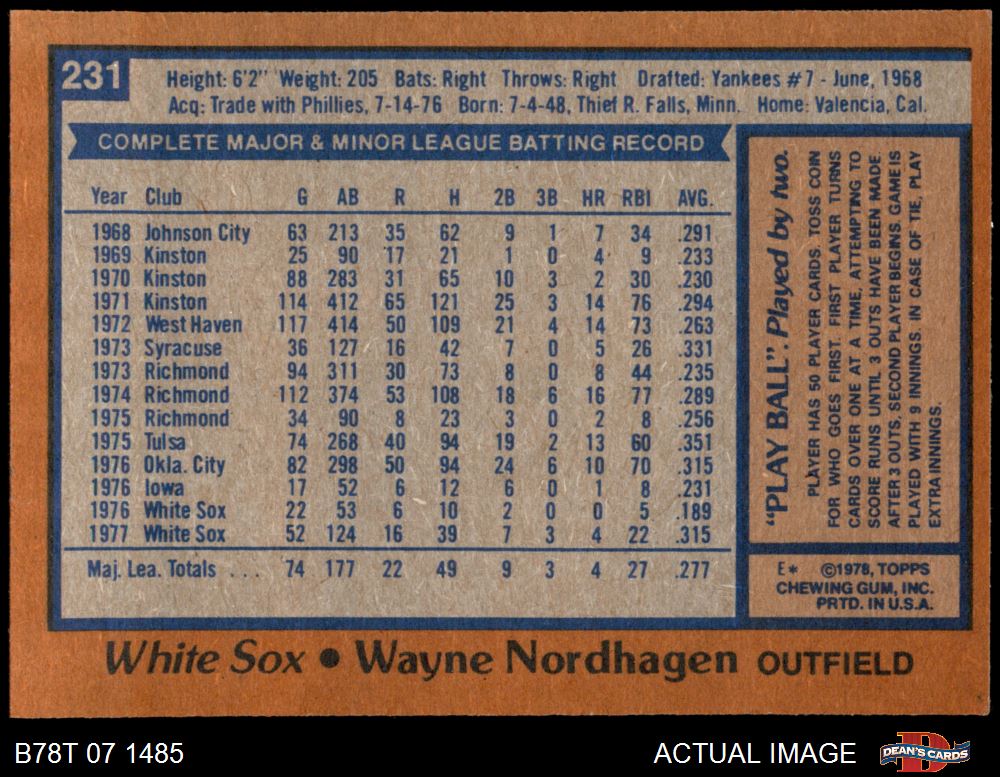 231
Height: 6'2" Weight: 205 Bats: Right Throws: Right Drafted: Yankees #7 - June, 1968
Acq: Trade with Phillies, 7-14-76 Born: 7-4-48, Thief R. Falls, Minn. Home: Valencia, Cal.
COMPLETE MAJOR & MINOR LEAGUE BATTING RECORD
Year Club G AB R H 2B 3B HR RBI AVG.
1968 Johnson City 63 213 35 62 9 1 7 34 .291
1969 Kinston 25 90 17 21 1 0 4 9 .233
1970 Kinston 88 283 31 65 10 3 2 30 .230
1971 Kinston 114 412 65 121 25 3 14 76 .294
1972 West Haven 117 414 50 109 21 4 14 73 .263
1973 Syracuse 36 127 16 42 7 0 5 26 .331
1973 Richmond 94 311 30 73 8 0 8 44 .235
1974 Richmond 112 374 53 108 18 6 16 77 .289
1975 Richmond 34 90 8 23 3 0 2 8 .256
1975 Tulsa 74 268 40 94 19 2 13 60 .351
1976 Okla. City 82 298 50 94 24 6 10 70 .315
1976 Iowa 17 52 6 12 6 0 1 8 .231
1976 White Sox 22 53 6 10 2 0 0 5 .189
1977 White Sox 52 124 16 39 7 3 4 22 .315
Maj. Lea. Totals . . . 74 177 22 49 9 3 4 27 .277
"PLAY BALL". Played by two.
PLAYER HAS 50 PLAYER CARDS. TOSS COIN
FOR WHO GOES FIRST. FIRST PLAYER TURNS
CARDS OVER ONE AT A TIME, ATTEMPTING TO
SCORE RUNS UNTIL 3 OUTS HAVE BEEN MADE.
AFTER 3 OUTS, SECOND PLAYER BEGINS. GAME IS
PLAYED WITH 9 INNINGS. IN CASE OF TIE, PLAY
EXTRA INNINGS.
E* ©1978, TOPPS
CHEWING GUM, INC.
PRTD. IN U.S.A.
White Sox • Wayne Nordhagen OUTFIELD
B78T 07 1485
ACTUAL IMAGE
DEAN'S CARDS